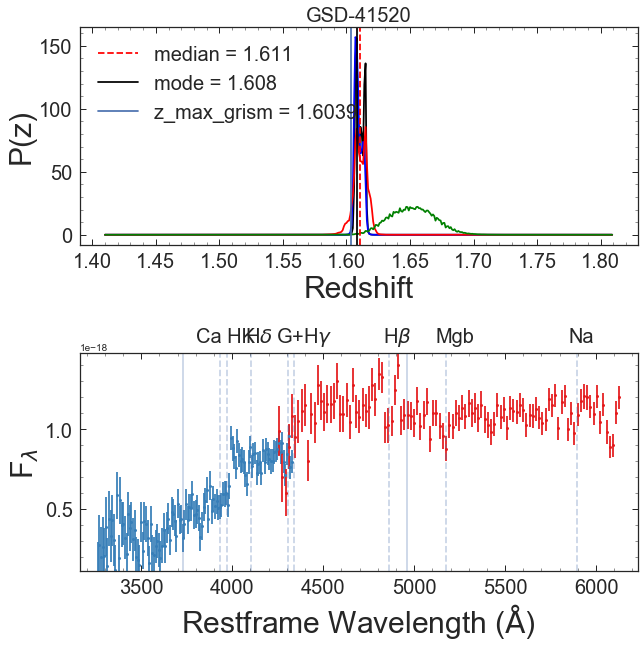 GSD-41520
median = 1.611
mode = 1.608
z_max_grism = 1.6039
P(z)
150
100
50
0
1.40 1.45 1.50 1.55 1.60 1.65 1.70 1.75 1.80
Redshift
Ca HK Hδ G+Hγ Hβ Mgb Na
1e−18
F_λ
1.0
0.5
3500 4000 4500 5000 5500 6000
Restframe Wavelength (Å)